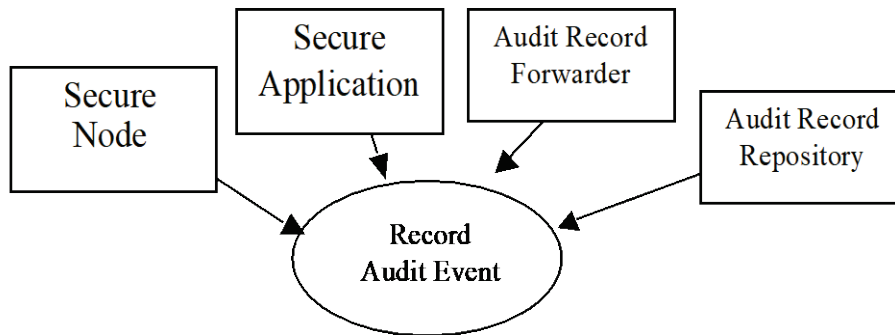 Secure
Node
Secure
Application
Audit Record
Forwarder
Audit Record
Repository
Record
Audit Event